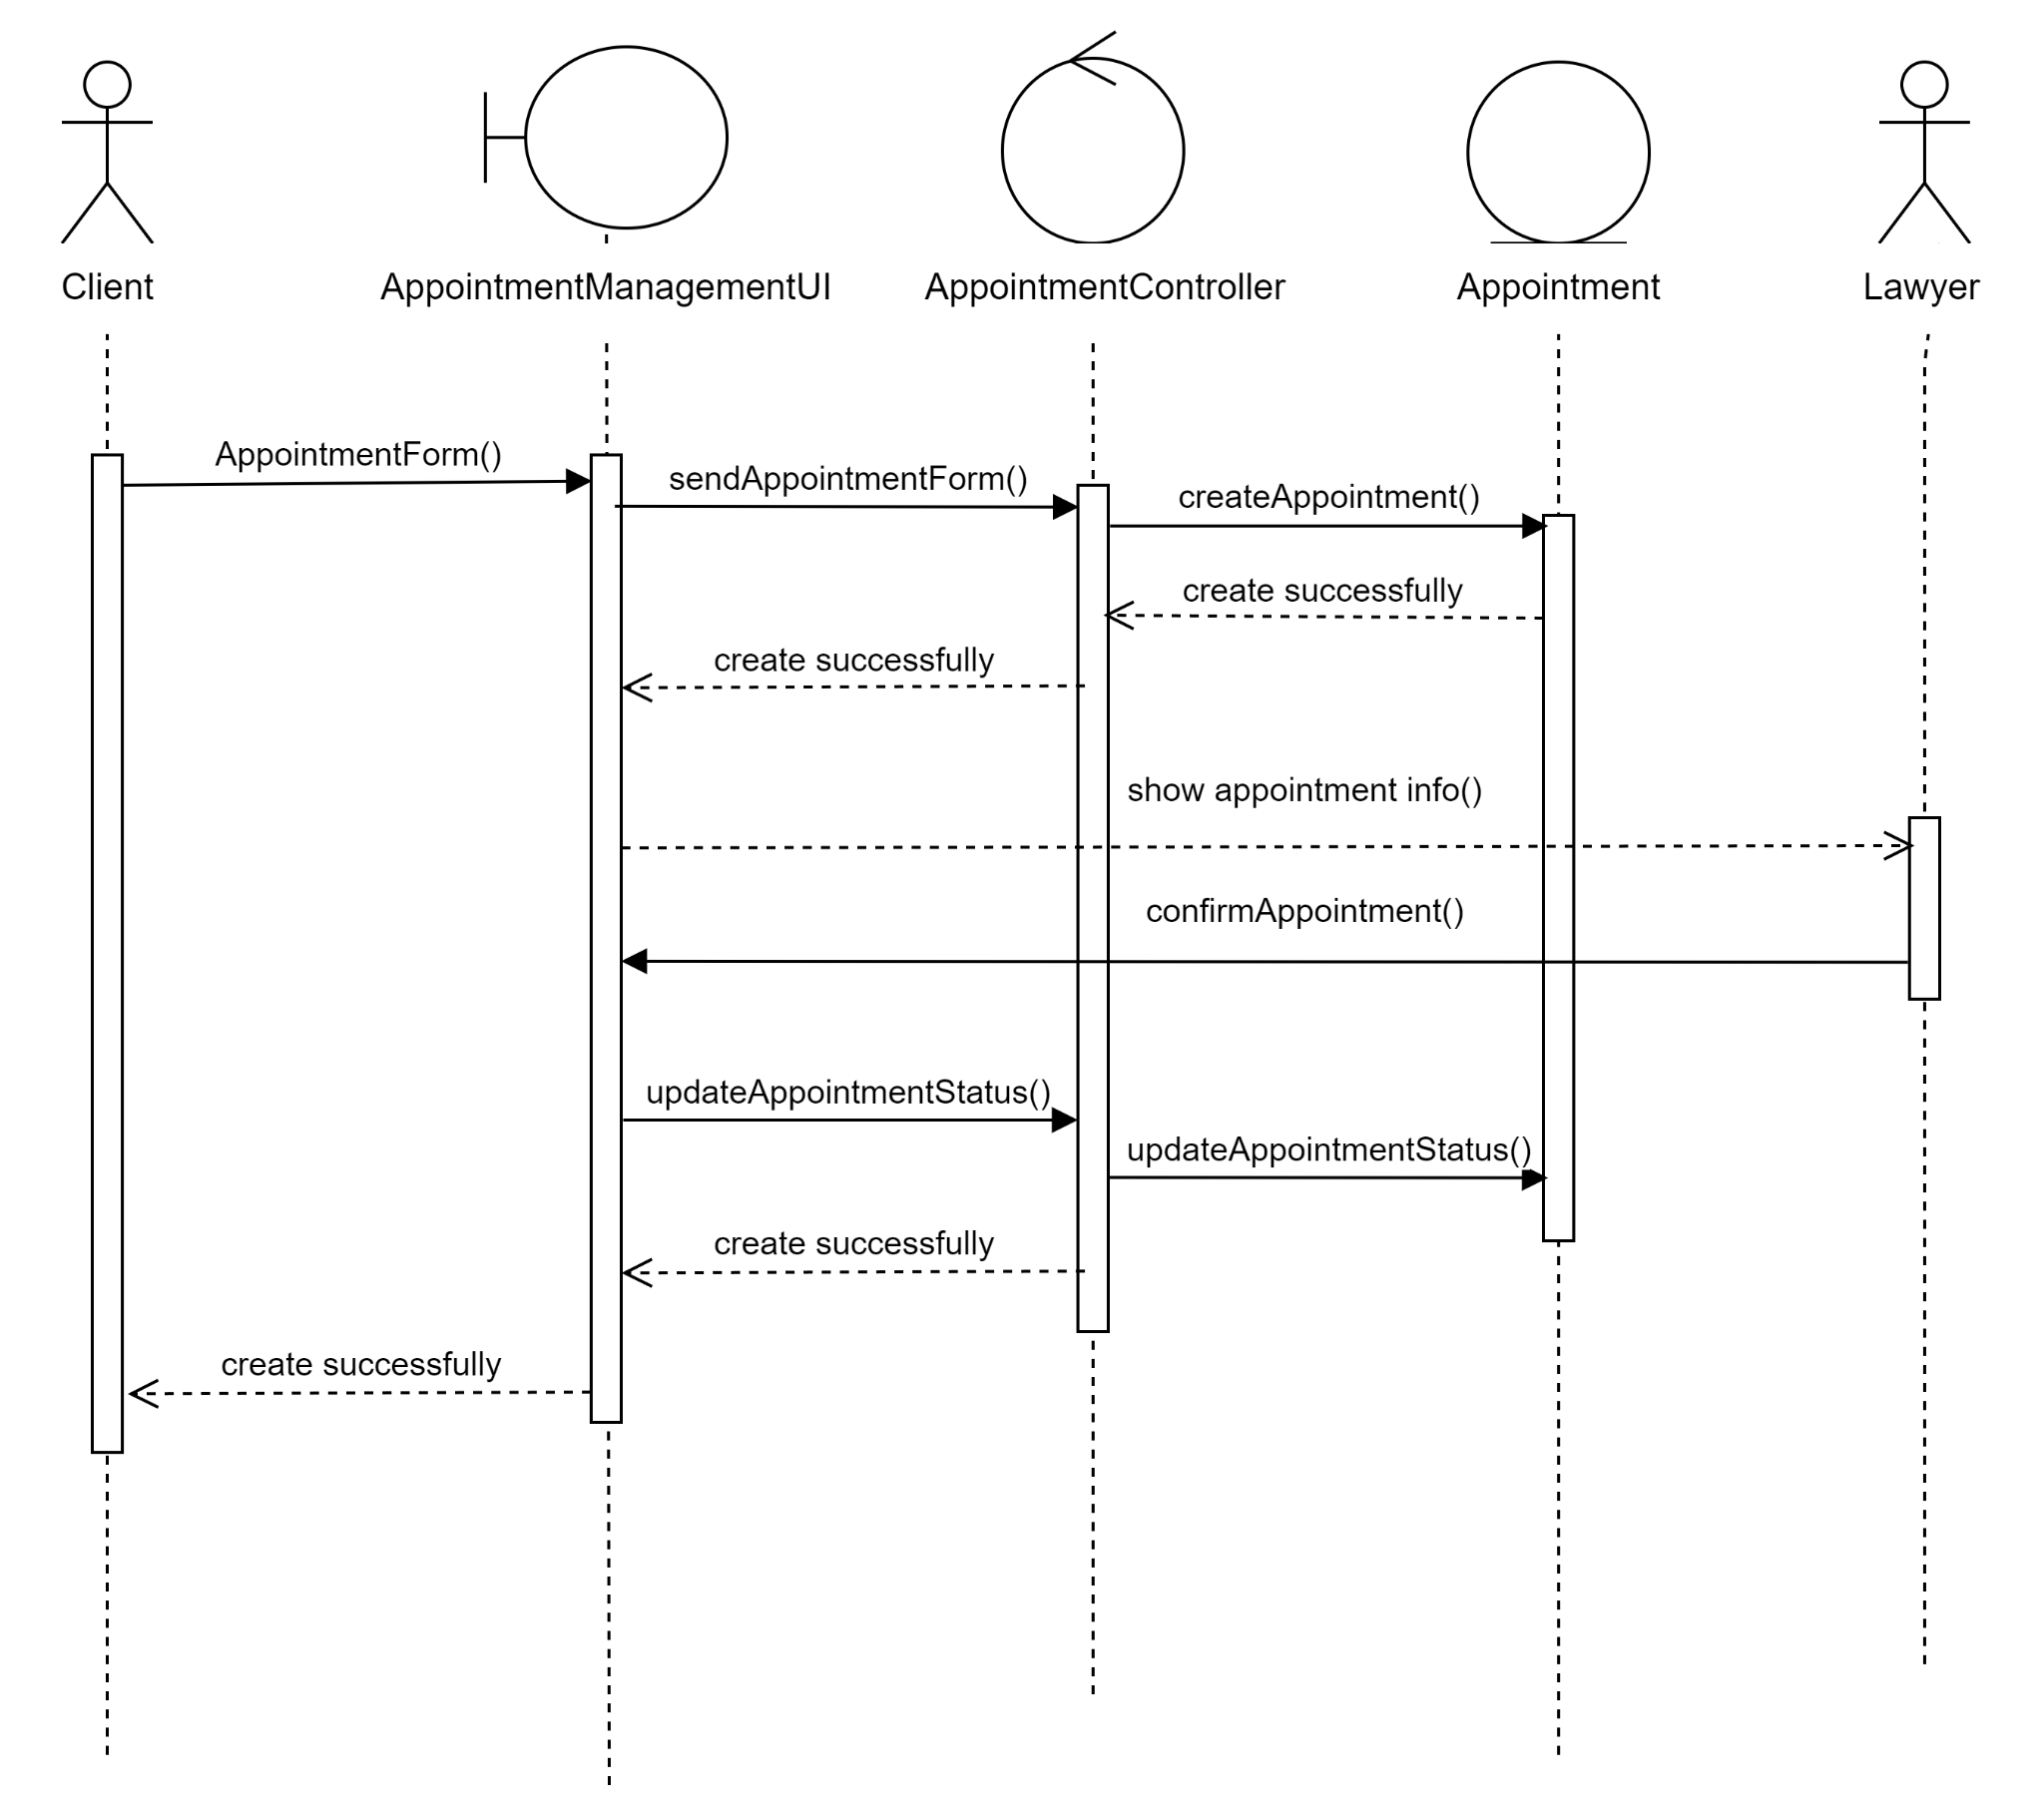 Client
AppointmentManagementUI
AppointmentController
Appointment
Lawyer
AppointmentForm()
sendAppointmentForm()
createAppointment()
create successfully
create successfully
show appointment info()
confirmAppointment()
updateAppointmentStatus()
updateAppointmentStatus()
create successfully
create successfully